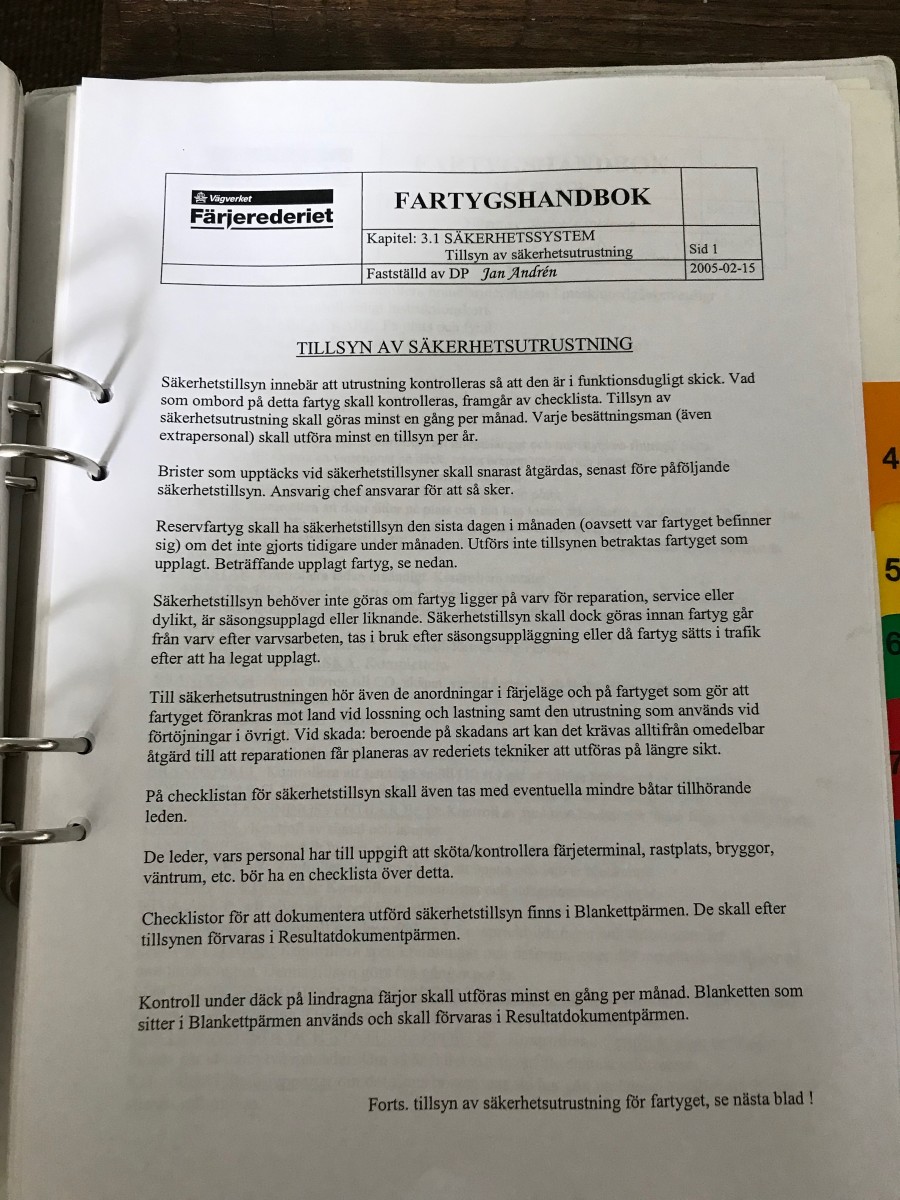 Vägverket
Färjerederiet
FARTYGSHANDBOK
Kapitel: 3.1 SÄKERHETSSYSTEM
Tillsyn av säkerhetsutrustning
Sid 1
Fastställd av DP Jan Andrén
2005-02-15
TILLSYN AV SÄKERHETSUTRUSTNING
Säkerhetstillsyn innebär att utrustning kontrolleras så att den är i funktionsdugligt skick. Vad
som ombord på detta fartyg skall kontrolleras, framgår av checklista. Tillsyn av
säkerhetsutrustning skall göras minst en gång per månad. Varje besättningsman (även
extrapersonal) skall utföra minst en tillsyn per år.
Brister som upptäcks vid säkerhetstillsyner skall snarast åtgärdas, senast före påföljande
säkerhetstillsyn. Ansvarig chef ansvarar för att så sker.
Reservfartyg skall ha säkerhetstillsyn den sista dagen i månaden (oavsett var fartyget befinner
sig) om det inte gjorts tidigare under månaden. Utförs inte tillsynen betraktas fartyget som
upplagt. Beträffande upplagt fartyg, se nedan.
Säkerhetstillsyn behöver inte göras om fartyg ligger på varv för reparation, service eller
dylikt, är säsongsupplagd eller liknande. Säkerhetstillsyn skall dock göras innan fartyg går
från varv efter varvsarbeten, tas i bruk efter säsongsuppläggning eller då fartyg sätts i trafik
efter att ha legat upplagt.
Till säkerhetsutrustningen hör även de anordningar i färjeläge och på fartyget som gör att
fartyget förankras mot land vid lossning och lastning samt den utrustning som används vid
förtöjningar i övrigt. Vid skada: beroende på skadans art kan det krävas alltifrån omedelbar
åtgärd till att reparationen får planeras av rederiets tekniker att utföras på längre sikt.
På checklistan för säkerhetstillsyn skall även tas med eventuella mindre båtar tillhörande
leden.
De leder, vars personal har till uppgift att sköta/kontrollera färjeterminal, rastplats, bryggor,
väntrum, etc. bör ha en checklista över detta.
Checklistor för att dokumentera utförd säkerhetstillsyn finns i Blankettpärmen. De skall efter
tillsynen förvaras i Resultatdokumentpärmen.
Kontroll under däck på lindragna färjor skall utföras minst en gång per månad. Blanketten som
sitter i Blankettpärmen används och skall förvaras i Resultatdokumentpärmen.
Forts. tillsyn av säkerhetsutrustning för fartyget, se nästa blad !
4
5
6
7